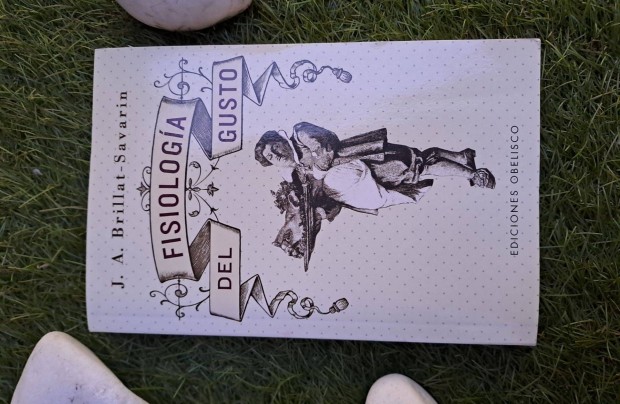 J. A. Brillat-Savarin
FISIOLOGÍA
DEL
GUSTO
EDICIONES OBELISCO